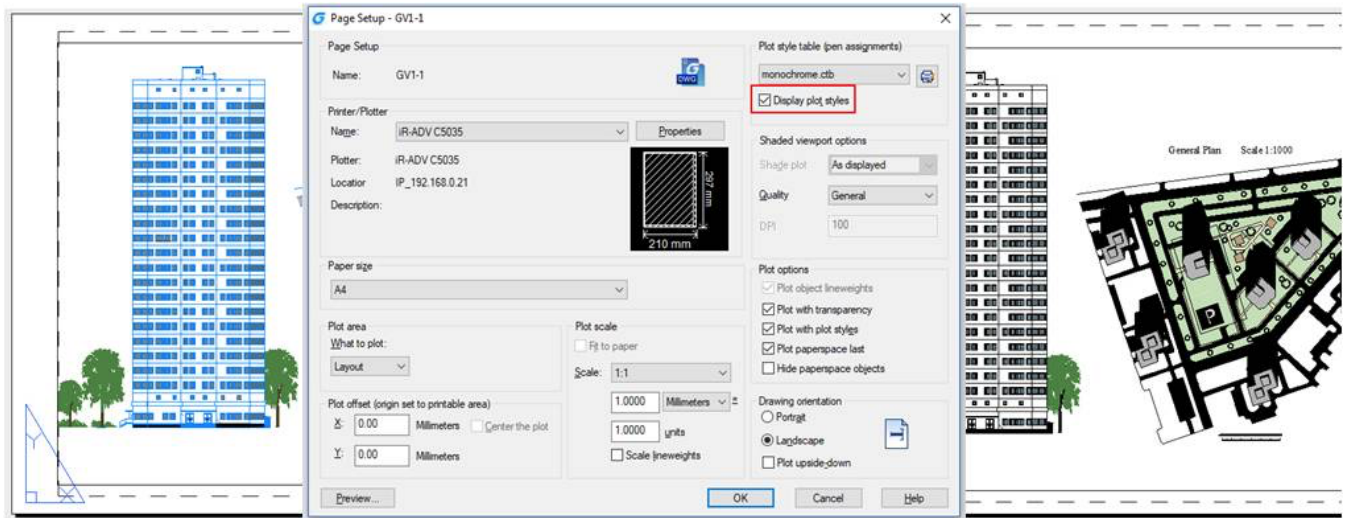 Page Setup - GV1-1
Page Setup
Name: GV1-1
DWG
Printer/Plotter
Name: iR-ADV C5035
Properties
Plotter: iR-ADV C5035
Locatior IP_192.168.0.21
Description:
297 mm
210 mm
Paper size
A4
Plot area
What to plot:
Layout
Plot offset (origin set to printable area)
X: 0.00 Millimeters Center the plot
Y: 0.00 Millimeters
Plot scale
Fit to paper
Scale: 1:1
1.0000 Millimeters =
1.0000 units
Scale lineweights
Plot style table (pen assignments)
monochrome.ctb
Display plot styles
Shaded viewport options
Shade plot As displayed
Quality General
DPI 100
Plot options
Plot object lineweights
Plot with transparency
Plot with plot styles
Plot paperspace last
Hide paperspace objects
Drawing orientation
Portrait
Landscape
Plot upside-down
Preview...
OK Cancel Help
General Plan Scale 1:1000
P
Y
X